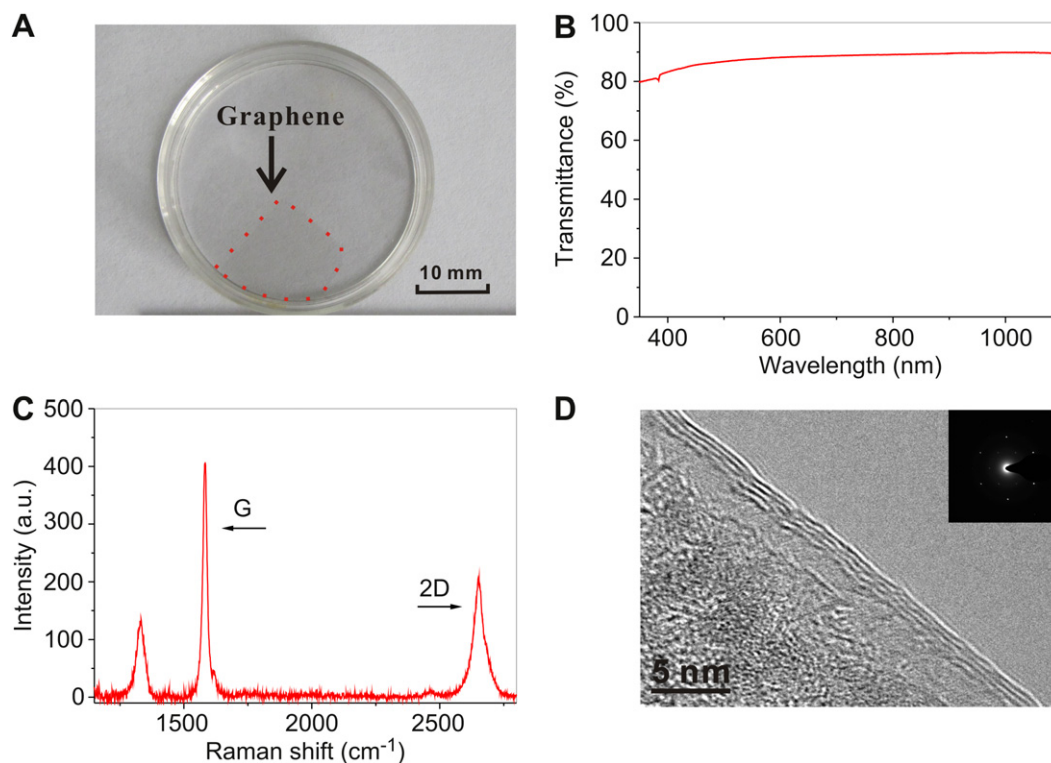 A
Graphene
10 mm
B
Transmittance (%)
100
80
60
40
20
0
400 600 800 1000
Wavelength (nm)
C
Intensity (a.u.)
500
400
300
200
100
0
G
2D
1500 2000 2500
Raman shift (cm⁻¹)
D
5 nm